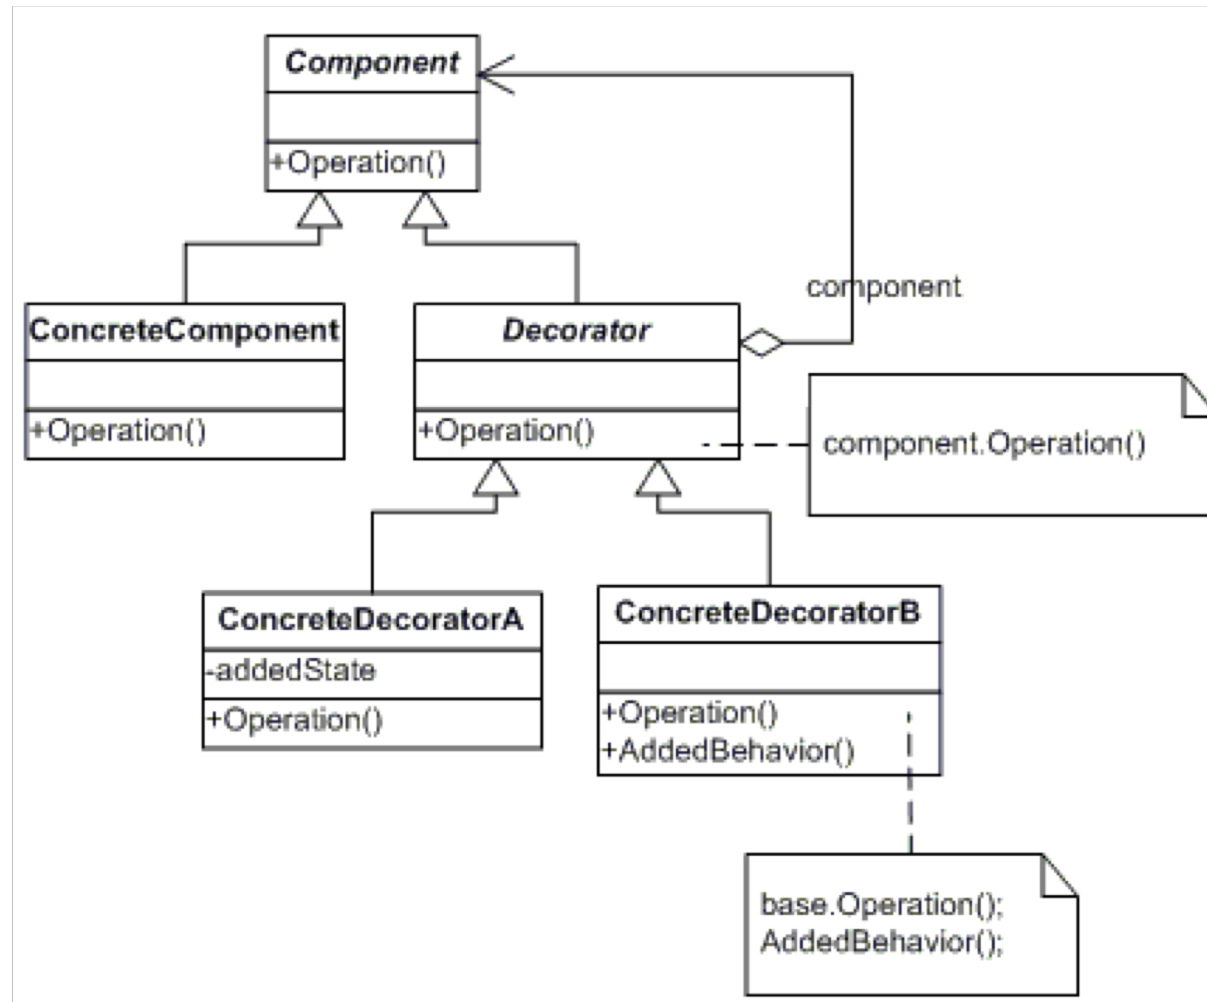 Component
+Operation()
component
ConcreteComponent
+Operation()
Decorator
+Operation()
component.Operation()
ConcreteDecoratorA
-addedState
+Operation()
ConcreteDecoratorB
+Operation()
+AddedBehavior()
base.Operation();
AddedBehavior();